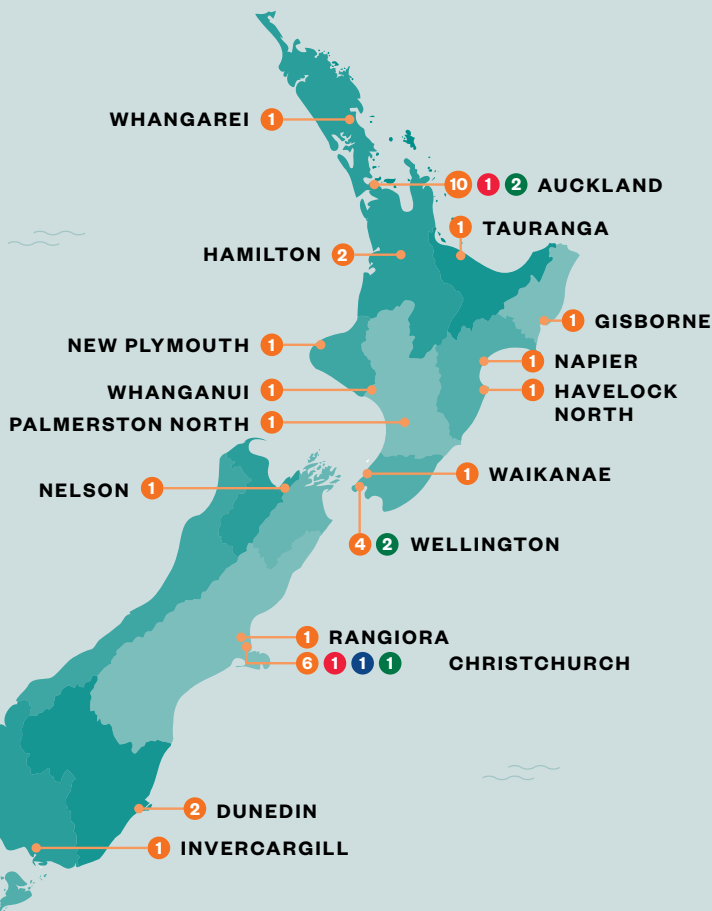 WHANGAREI 1
10 1 2 AUCKLAND
1 TAURANGA
HAMILTON 2
1 GISBORNE
NEW PLYMOUTH 1
1 NAPIER
WHANGANUI 1
1 HAVELOCK
NORTH
PALMERSTON NORTH 1
1 WAIKANAE
NELSON 1
4 2 WELLINGTON
1 RANGIORA
6 1 1 1 CHRISTCHURCH
2 DUNEDIN
1 INVERCARGILL